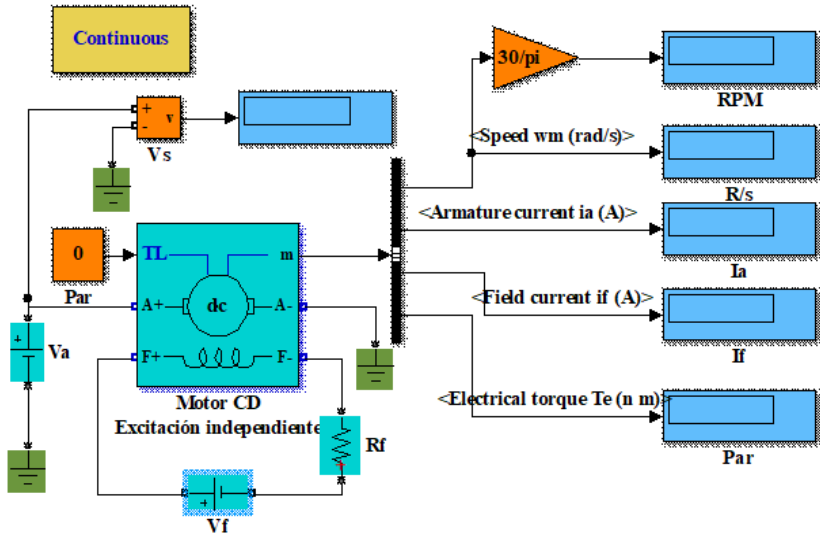 Continuous
30/pi
RPM
+
-
v
Vs
<Speed wm (rad/s)>
R/s
<Armature current ia (A)>
Ia
0
Par
TL
m
A+
dc
A-
F+
F-
<Field current if (A)>
If
+
Va
Motor CD
Excitación independiente
Rf
+
<Electrical torque Te (n m)>
Par
+
Vf